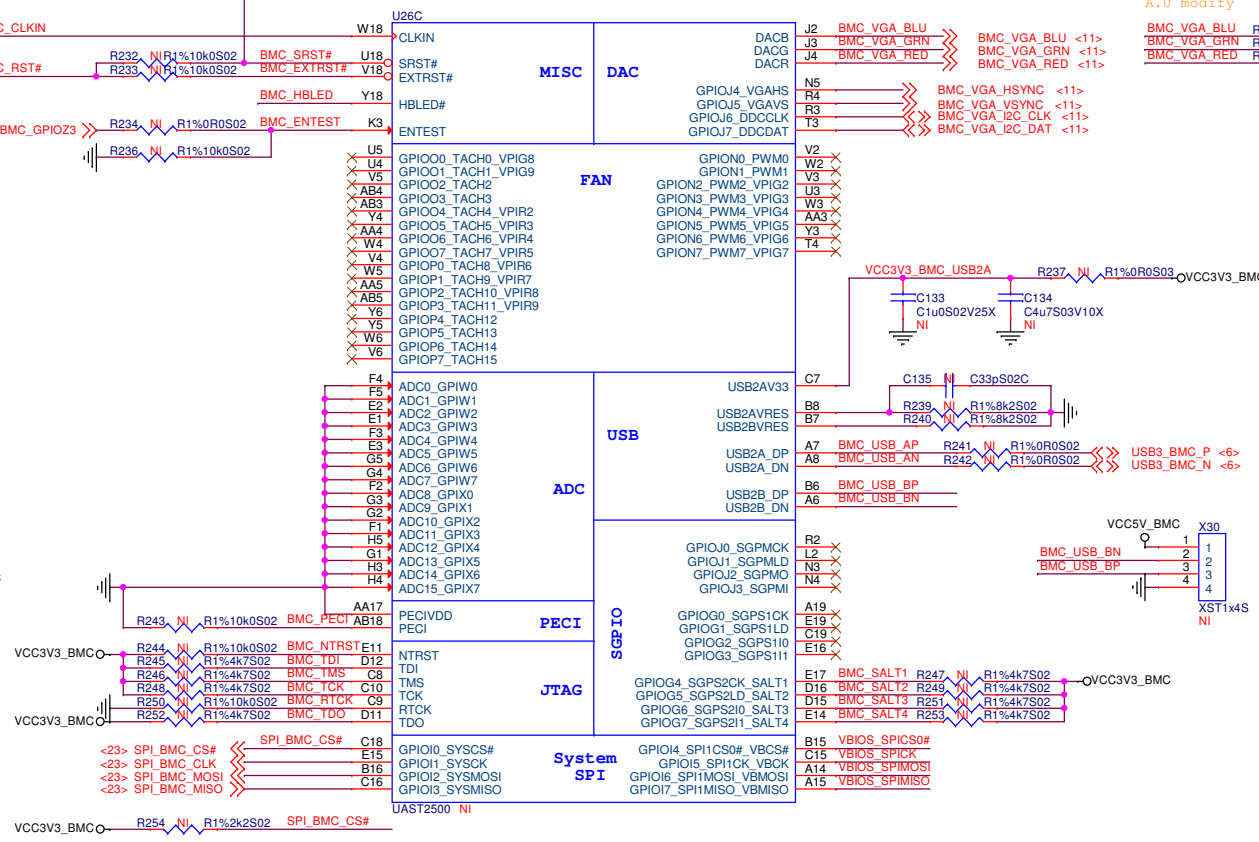 A.0 modify
U26C
C_CLKIN W18 CLKIN
R232 NI R1%10k0S02 BMC_SRST# U18 SRST#
C_RST# R233 NI R1%10k0S02 BMC_EXTRST# V18 EXTRST#
BMC_HBLED Y18 HBLED#
BMC_GPIOZ3 R234 NI R1%0R0S02 BMC_ENTEST K3 ENTEST
R236 NI R1%10k0S02
MISC DAC
DACB J2 BMC_VGA_BLU BMC_VGA_BLU <11>
DACG J3 BMC_VGA_GRN BMC_VGA_GRN <11>
DACR J4 BMC_VGA_RED BMC_VGA_RED <11>
BMC_VGA_BLU R
BMC_VGA_GRN R
BMC_VGA_RED R
GPIOJ4_VGAHS N5 BMC_VGA_HSYNC <11>
GPIOJ5_VGAVS R4 BMC_VGA_VSYNC <11>
GPIOJ6_DDCCLK R3 BMC_VGA_I2C_CLK <11>
GPIOJ7_DDCDAT T3 BMC_VGA_I2C_DAT <11>
FAN
U5 GPIOO0_TACH0_VPIG8
U4 GPIOO1_TACH1_VPIG9
V5 GPIOO2_TACH2
AB4 GPIOO3_TACH3
AB3 GPIOO4_TACH4_VPIR2
Y4 GPIOO5_TACH5_VPIR3
AA4 GPIOO6_TACH6_VPIR4
W4 GPIOO7_TACH7_VPIR5
V4 GPIOP0_TACH8_VPIR6
W5 GPIOP1_TACH9_VPIR7
AA5 GPIOP2_TACH10_VPIR8
AB5 GPIOP3_TACH11_VPIR9
Y6 GPIOP4_TACH12
Y5 GPIOP5_TACH13
W6 GPIOP6_TACH14
V6 GPIOP7_TACH15
GPION0_PWM0 V2
GPION1_PWM1 W2
GPION2_PWM2_VPIG2 V3
GPION3_PWM3_VPIG3 U3
GPION4_PWM4_VPIG4 W3
GPION5_PWM5_VPIG5 AA3
GPION6_PWM6_VPIG6 Y3
GPION7_PWM7_VPIG7 T4
VCC3V3_BMC_USB2A R237 NI R1%0R0S03 VCC3V3_BMC
C133
C1u0S02V25X
NI
C134
C4u7S03V10X
NI
F4 ADC0_GPIW0
F5 ADC1_GPIW1
E2 ADC2_GPIW2
E1 ADC3_GPIW3
F3 ADC4_GPIW4
E3 ADC5_GPIW5
G5 ADC6_GPIW6
G4 ADC7_GPIW7
F2 ADC8_GPIX0
G3 ADC9_GPIX1
G2 ADC10_GPIX2
F1 ADC11_GPIX3
H5 ADC12_GPIX4
G1 ADC13_GPIX5
H3 ADC14_GPIX6
H4 ADC15_GPIX7
ADC
USB
USB2AV33 C7
C135 NI C33pS02C
USB2AVRES B8 R239 NI R1%8k2S02
USB2BVRES B7 R240 NI R1%8k2S02
USB2A_DP A7 BMC_USB_AP R241 NI R1%0R0S02 USB3_BMC_P <6>
USB2A_DN A8 BMC_USB_AN R242 NI R1%0R0S02 USB3_BMC_N <6>
USB2B_DP B6 BMC_USB_BP
USB2B_DN A6 BMC_USB_BN
VCC5V_BMC X30
1 1
BMC_USB_BN 2 2
BMC_USB_BP 3 3
4 4
XST1x4S
NI
SGPIO
GPIOJ0_SGPMCK R2
GPIOJ1_SGPMLD L2
GPIOJ2_SGPMO N3
GPIOJ3_SGPMI N4
GPIOG0_SGPS1CK A19
GPIOG1_SGPS1LD E19
GPIOG2_SGPS1I0 C19
GPIOG3_SGPS1I1 E16
GPIOG4_SGPS2CK_SALT1 E17 BMC_SALT1 R247 NI R1%4k7S02 VCC3V3_BMC
GPIOG5_SGPS2LD_SALT2 D16 BMC_SALT2 R249 NI R1%4k7S02
GPIOG6_SGPS2I0_SALT3 D15 BMC_SALT3 R251 NI R1%4k7S02
GPIOG7_SGPS2I1_SALT4 E14 BMC_SALT4 R253 NI R1%4k7S02
PECI
AA17 PECIVDD
R243 NI R1%10k0S02 BMC_PECI AB18 PECI
JTAG
VCC3V3_BMC R244 NI R1%10k0S02 BMC_NTRST E11 NTRST
R245 NI R1%4k7S02 BMC_TDI D12 TDI
R246 NI R1%4k7S02 BMC_TMS C8 TMS
R248 NI R1%4k7S02 BMC_TCK C10 TCK
R250 NI R1%10k0S02 BMC_RTCK C9 RTCK
VCC3V3_BMC R252 NI R1%4k7S02 BMC_TDO D11 TDO
System
SPI
<23> SPI_BMC_CS# SPI_BMC_CS# C18 GPIOI0_SYSCS#
<23> SPI_BMC_CLK E15 GPIOI1_SYSCK
<23> SPI_BMC_MOSI B16 GPIOI2_SYSMOSI
<23> SPI_BMC_MISO C16 GPIOI3_SYSMISO
GPIOI4_SPI1CS0#_VBCS# B15 VBIOS_SPICS0#
GPIOI5_SPI1CK_VBCK C15 VBIOS_SPICK
GPIOI6_SPI1MOSI_VBMOSI A14 VBIOS_SPIMOSI
GPIOI7_SPI1MISO_VBMISO A15 VBIOS_SPIMISO
UAST2500 NI
VCC3V3_BMC R254 NI R1%2k2S02 SPI_BMC_CS#